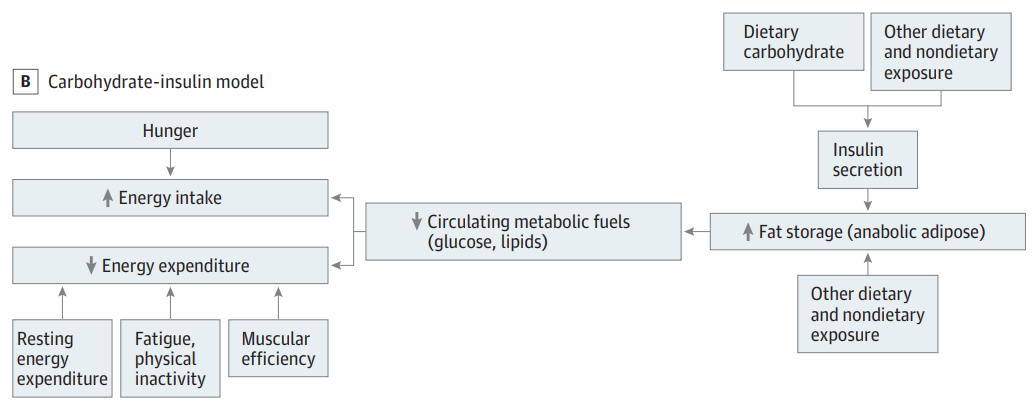 B Carbohydrate-insulin model
Hunger
Energy intake
Energy expenditure
Resting
energy
expenditure
Fatigue,
physical
inactivity
Muscular
efficiency
Circulating metabolic fuels
(glucose, lipids)
Dietary
carbohydrate
Other dietary
and nondietary
exposure
Insulin
secretion
Fat storage (anabolic adipose)
Other dietary
and nondietary
exposure